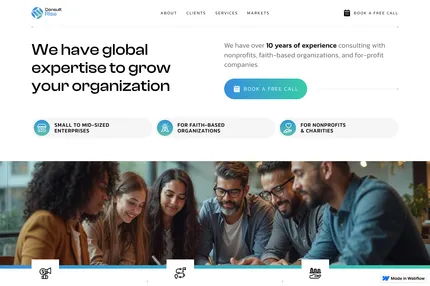 Consult
Rise
ABOUT
CLIENTS
SERVICES
MARKETS
BOOK A FREE CALL
We have global
expertise to grow
your organization
We have over 10 years of experience consulting with
nonprofits, faith-based organizations, and for-profit
companies.
BOOK A FREE CALL
SMALL TO MID-SIZED
ENTERPRISES
FOR FAITH-BASED
ORGANIZATIONS
FOR NONPROFITS
& CHARITIES
Made in Webflow